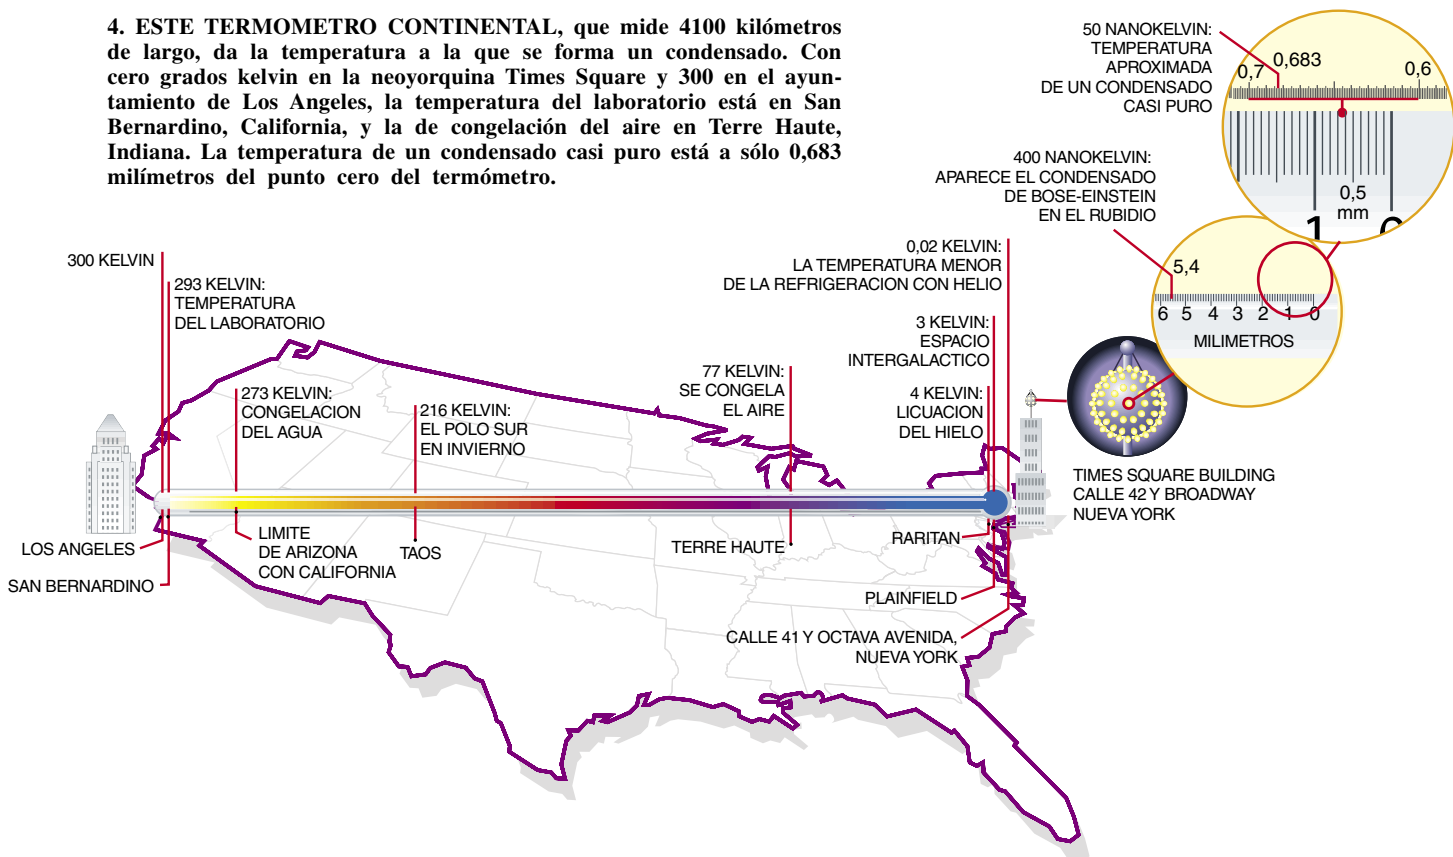 4. ESTE TERMOMETRO CONTINENTAL, que mide 4100 kilómetros
de largo, da la temperatura a la que se forma un condensado. Con
cero grados kelvin en la neoyorquina Times Square y 300 en el ayun-
tamiento de Los Angeles, la temperatura del laboratorio está en San
Bernardino, California, y la de congelación del aire en Terre Haute,
Indiana. La temperatura de un condensado casi puro está a sólo 0,683
milímetros del punto cero del termómetro.
50 NANOKELVIN:
TEMPERATURA
APROXIMADA
DE UN CONDENSADO
CASI PURO
0,7
0,683
0,6
0,5
mm
1
0
400 NANOKELVIN:
APARECE EL CONDENSADO
DE BOSE-EINSTEIN
EN EL RUBIDIO
5,4
6 5 4 3 2 1 0
MILIMETROS
300 KELVIN
293 KELVIN:
TEMPERATURA
DEL LABORATORIO
273 KELVIN:
CONGELACION
DEL AGUA
216 KELVIN:
EL POLO SUR
EN INVIERNO
77 KELVIN:
SE CONGELA
EL AIRE
0,02 KELVIN:
LA TEMPERATURA MENOR
DE LA REFRIGERACION CON HELIO
3 KELVIN:
ESPACIO
INTERGALACTICO
4 KELVIN:
LICUACION
DEL HIELO
TIMES SQUARE BUILDING
CALLE 42 Y BROADWAY
NUEVA YORK
LOS ANGELES
SAN BERNARDINO
LIMITE
DE ARIZONA
CON CALIFORNIA
TAOS
TERRE HAUTE
RARITAN
PLAINFIELD
CALLE 41 Y OCTAVA AVENIDA,
NUEVA YORK